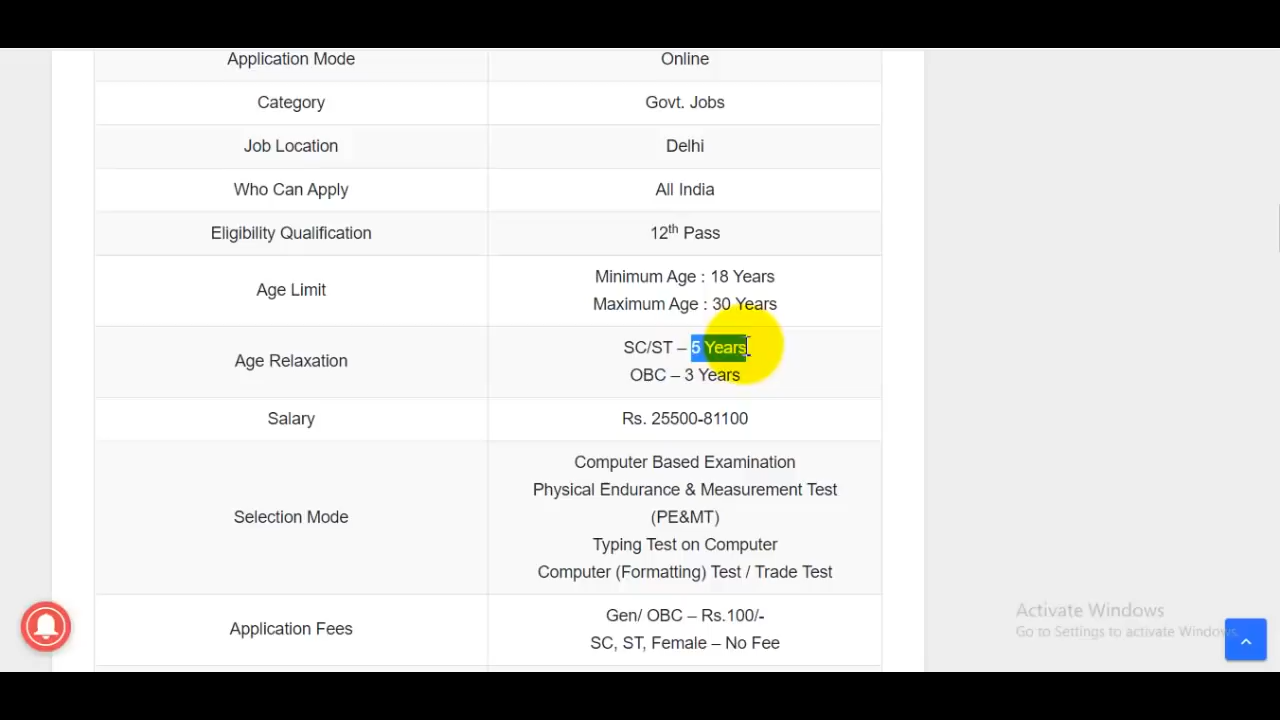 Application Mode Online
Category Govt. Jobs
Job Location Delhi
Who Can Apply All India
Eligibility Qualification 12th Pass
Age Limit
Minimum Age : 18 Years
Maximum Age : 30 Years
Age Relaxation
SC/ST – 5 Years
OBC – 3 Years
Salary Rs. 25500-81100
Selection Mode
Computer Based Examination
Physical Endurance & Measurement Test
(PE&MT)
Typing Test on Computer
Computer (Formatting) Test / Trade Test
Application Fees
Gen/ OBC – Rs.100/-
SC, ST, Female – No Fee
Activate Windows
Go to Settings to activate Windows.